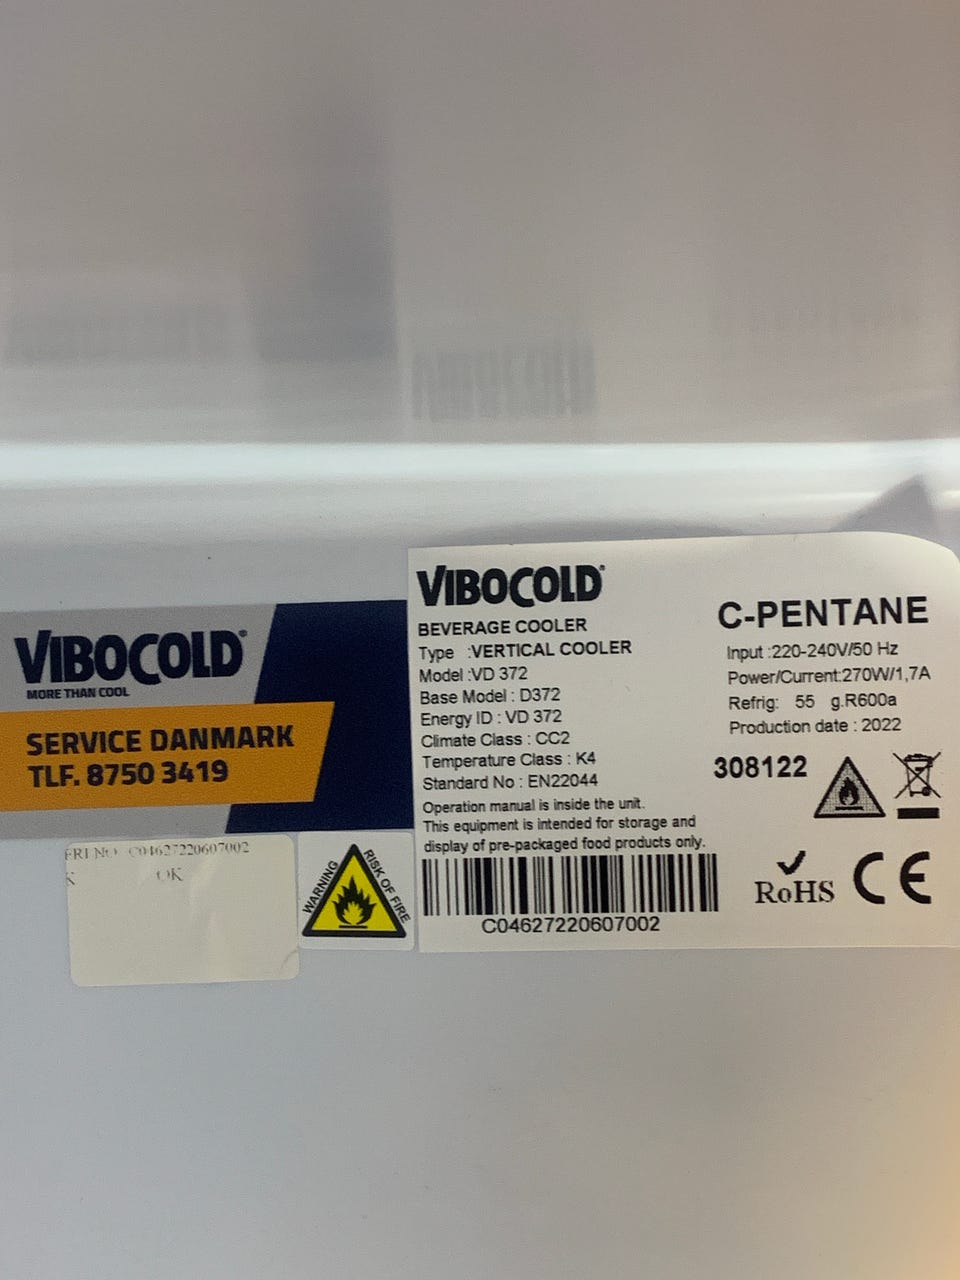 VIBOCOLD®
MORE THAN COOL
SERVICE DANMARK
TLF. 8750 3419
C04627220607002
OK
WARNING
RISK OF FIRE
VIBOCOLD®
BEVERAGE COOLER
Type :VERTICAL COOLER
Model :VD 372
Base Model : D372
Energy ID : VD 372
Climate Class : CC2
Temperature Class : K4
Standard No : EN22044
Operation manual is inside the unit.
This equipment is intended for storage and
display of pre-packaged food products only.
C04627220607002
C-PENTANE
Input :220-240V/50 Hz
Power/Current:270W/1,7A
Refrig: 55 g.R600a
Production date : 2022
308122
RoHS
CE